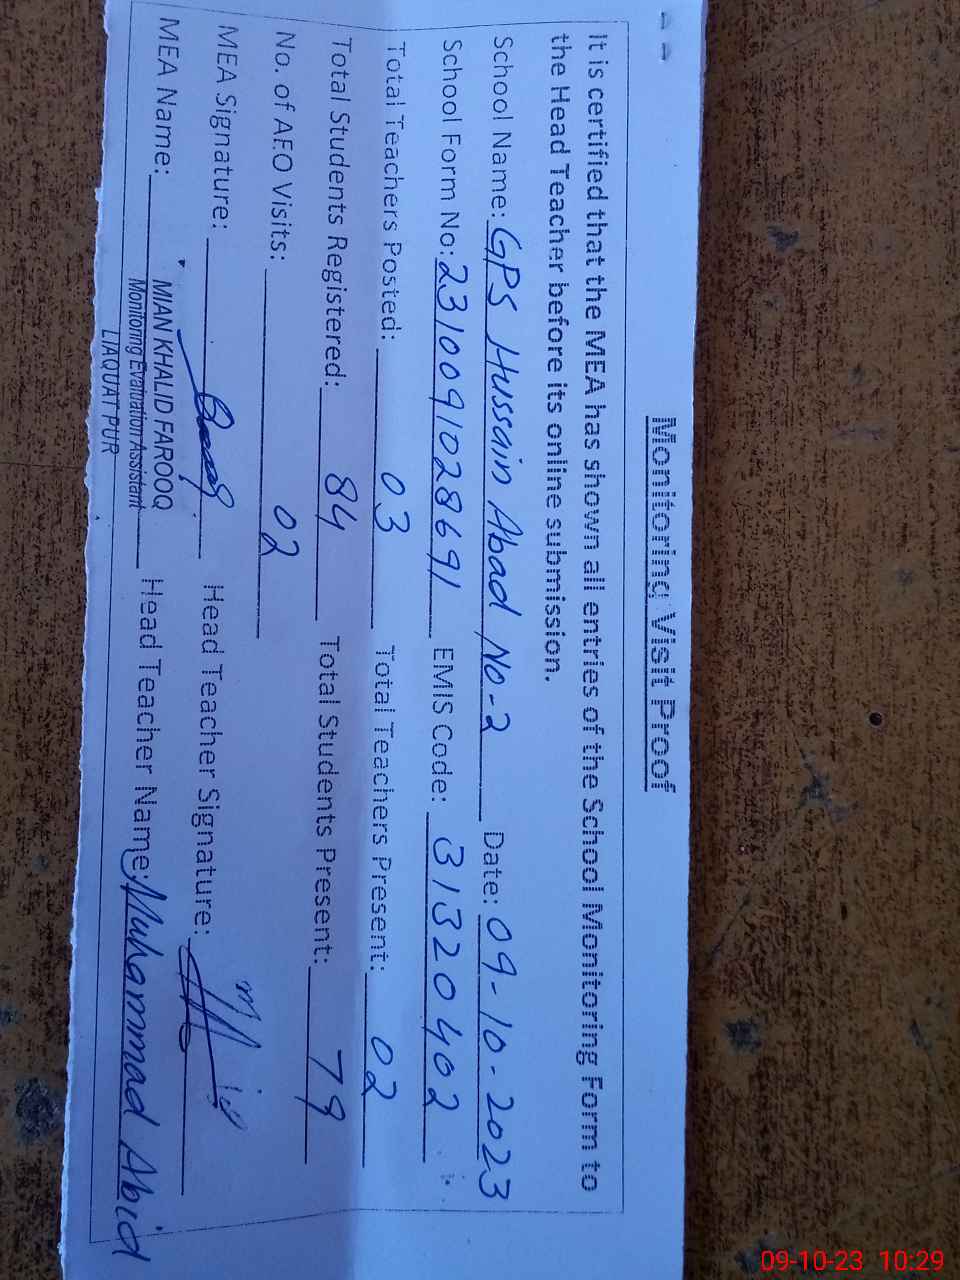 Monitoring Visit Proof
It is certified that the MEA has shown all entries of the School Monitoring Form to
the Head Teacher before its online submission.
School Name: GPS Hussain Abad No-2 Date: 09-10-2023
School Form No: 2310091028691 EMIS Code: 31320402
Total Teachers Posted: 03 Total Teachers Present: 02
Total Students Registered: 84 Total Students Present: 79
No. of AEO Visits: 02
MEA Signature: Head Teacher Signature:
MEA Name: MIAN KHALID FAROOQ Head Teacher Name: Muhammad Abid
Monitoring Evaluation Assistant
LIAQUAT PUR
09-10-23 10:29